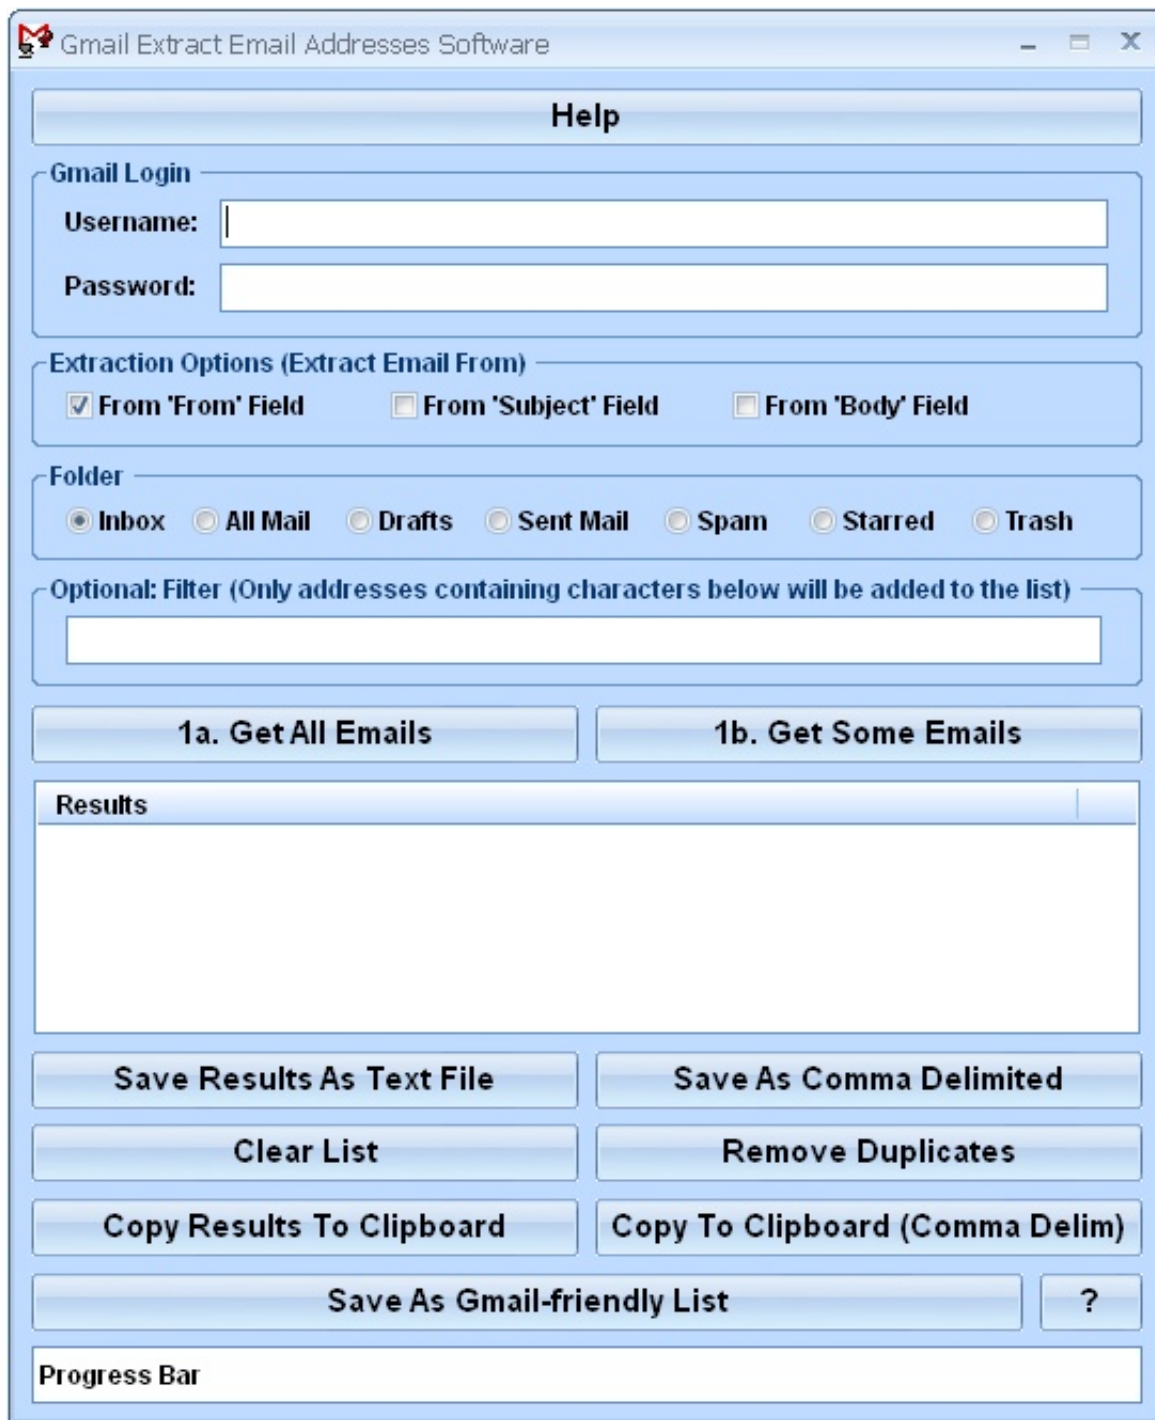 Gmail Extract Email Addresses Software
Help
Gmail Login
Username:
Password:
Extraction Options (Extract Email From)
From 'From' Field From 'Subject' Field From 'Body' Field
Folder
Inbox All Mail Drafts Sent Mail Spam Starred Trash
Optional: Filter (Only addresses containing characters below will be added to the list)
1a. Get All Emails 1b. Get Some Emails
Results
Save Results As Text File Save As Comma Delimited
Clear List Remove Duplicates
Copy Results To Clipboard Copy To Clipboard (Comma Delim)
Save As Gmail-friendly List ?
Progress Bar